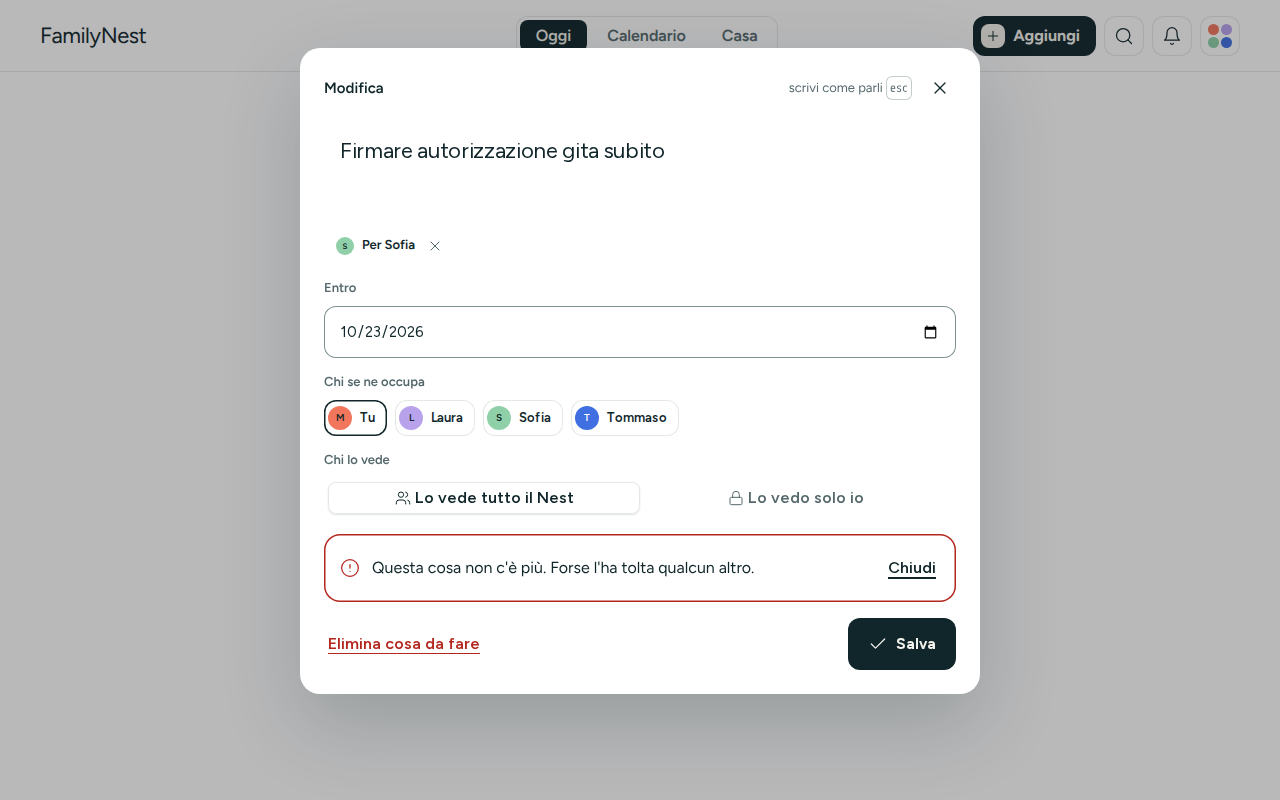 FamilyNest
Oggi
Calendario
Casa
Aggiungi
Modifica
scrivi come parli esc
Firmare autorizzazione gita subito
S Per Sofia
Entro
10/23/2026
Chi se ne occupa
M Tu
L Laura
S Sofia
T Tommaso
Chi lo vede
Lo vede tutto il Nest
Lo vedo solo io
Questa cosa non c'è più. Forse l'ha tolta qualcun altro.
Chiudi
Elimina cosa da fare
Salva